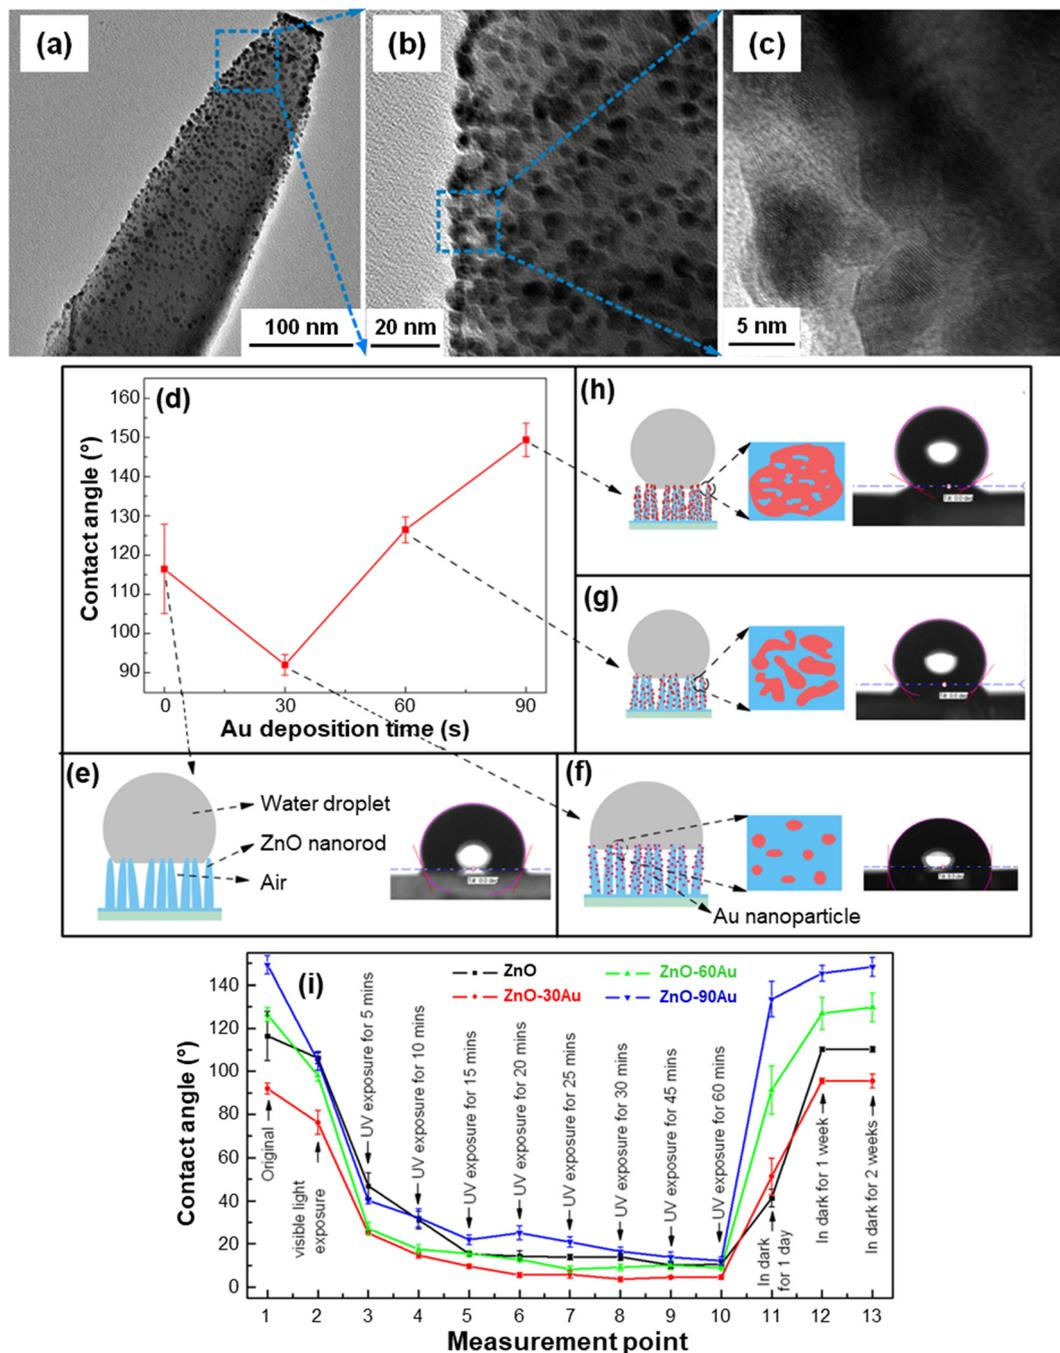 (a)
(b)
(c)
100 nm
20 nm
5 nm
(d)
160
150
140
130
120
110
100
90
Contact angle (°)
0 30 60 90
Au deposition time (s)
(h)
(g)
(e)
Water droplet
ZnO nanorod
Air
(f)
Au nanoparticle
(i)
ZnO
ZnO-30Au
ZnO-60Au
ZnO-90Au
140
120
100
80
60
40
20
0
Contact angle (°)
Original
visible light
exposure
UV exposure for 5 mins
UV exposure for 10 mins
UV exposure for 15 mins
UV exposure for 20 mins
UV exposure for 25 mins
UV exposure for 30 mins
UV exposure for 45 mins
UV exposure for 60 mins
In dark
for 1 day
In dark for 1 week
In dark for 2 weeks
1 2 3 4 5 6 7 8 9 10 11 12 13
Measurement point